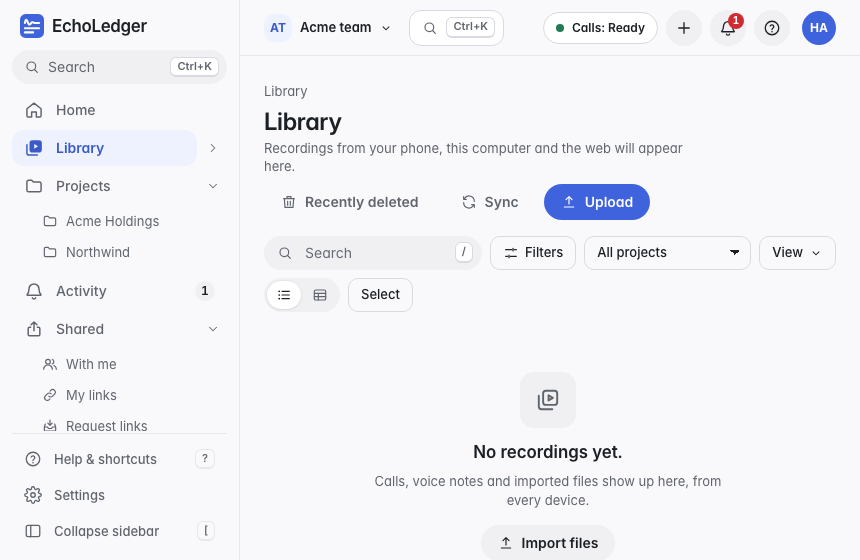 EchoLedger
Search Ctrl+K
Home
Library
Projects
Acme Holdings
Northwind
Activity 1
Shared
With me
My links
Request links
Help & shortcuts ?
Settings
Collapse sidebar [
AT Acme team Ctrl+K Calls: Ready 1 HA
Library
Library
Recordings from your phone, this computer and the web will appear
here.
Recently deleted Sync Upload
Search / Filters All projects View
Select
No recordings yet.
Calls, voice notes and imported files show up here, from
every device.
Import files